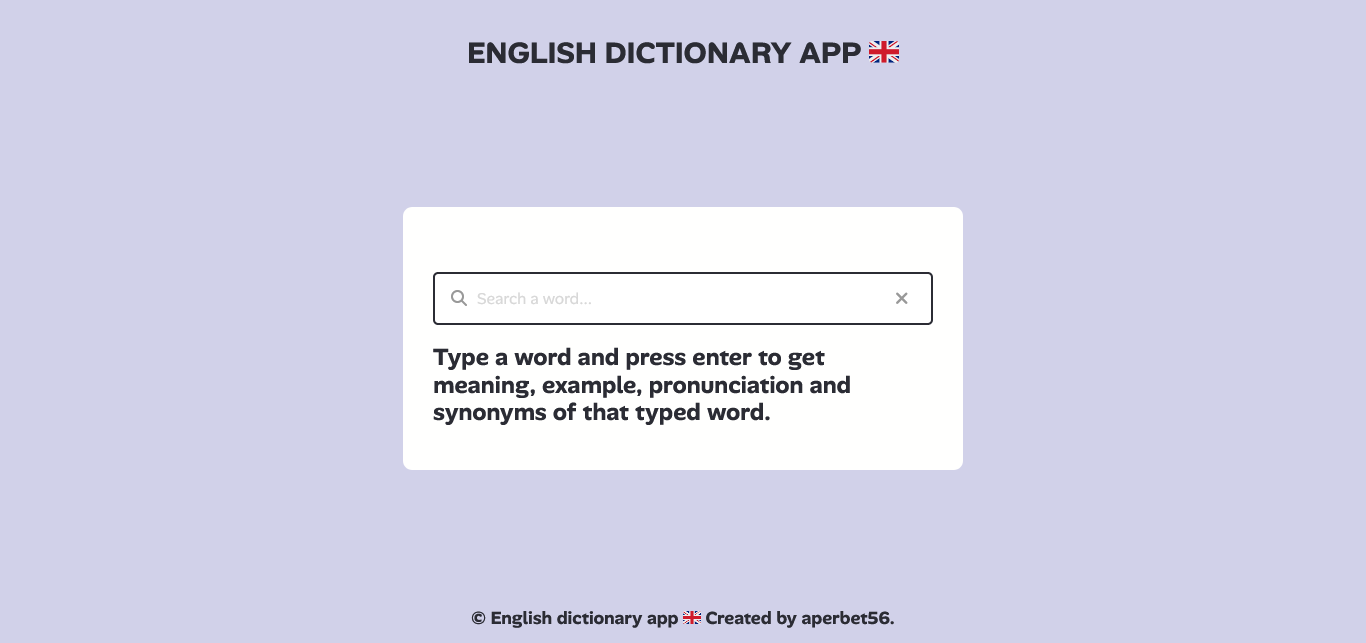 ENGLISH DICTIONARY APP 🇬🇧
Search a word...
Type a word and press enter to get
meaning, example, pronunciation and
synonyms of that typed word.
© English dictionary app 🇬🇧 Created by aperbet56.